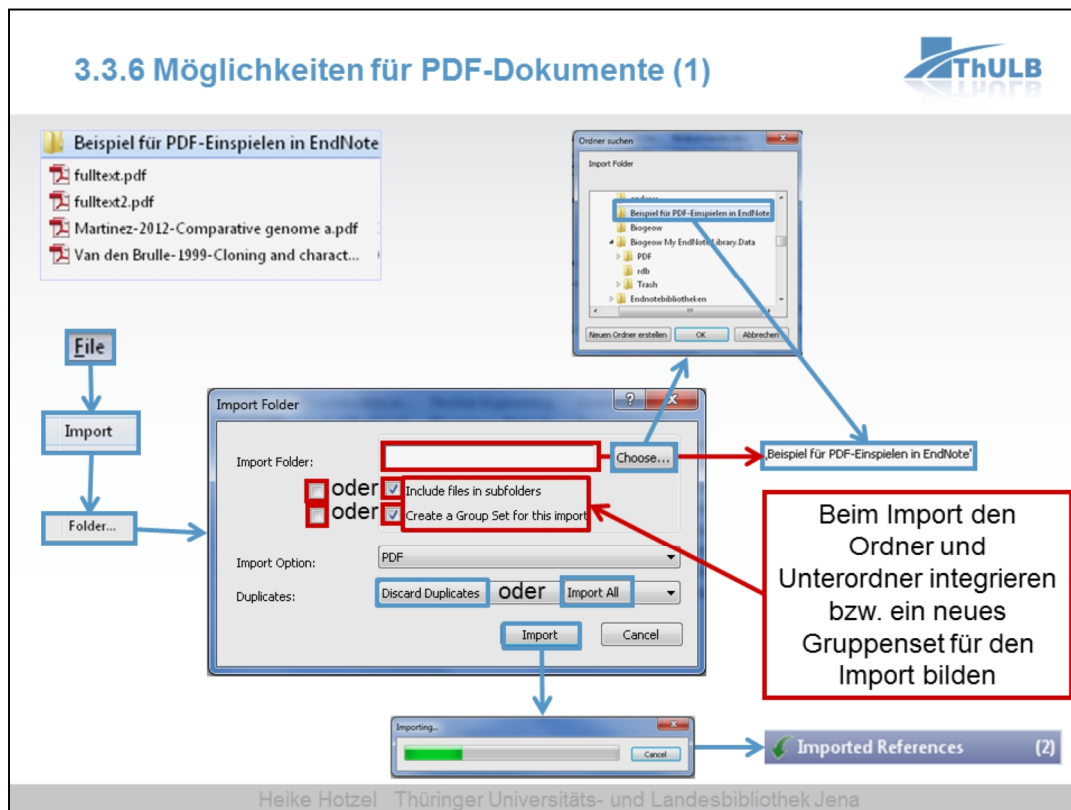 3.3.6 Möglichkeiten für PDF-Dokumente (1)
ThULB
Beispiel für PDF-Einspielen in EndNote
fulltext.pdf
fulltext2.pdf
Martinez-2012-Comparative genome a.pdf
Van den Brulle-1999-Cloning and charact...
Ordner suchen
Import Folder
Beispiel für PDF-Einspielen in EndNote
Biogeow
Biogeow My EndNote Library.Data
PDF
rdb
Trash
Endnotebibliotheken
Neuen Ordner erstellen OK Abbrechen
File
Import
Folder...
Import Folder
Import Folder: Choose...
oder Include files in subfolders
oder Create a Group Set for this import
Import Option: PDF
Duplicates: Discard Duplicates oder Import All
Import Cancel
‚Beispiel für PDF-Einspielen in EndNote'
Beim Import den
Ordner und
Unterordner integrieren
bzw. ein neues
Gruppenset für den
Import bilden
Importing...
Cancel
Imported References (2)
Heike Hotzel Thüringer Universitäts- und Landesbibliothek Jena